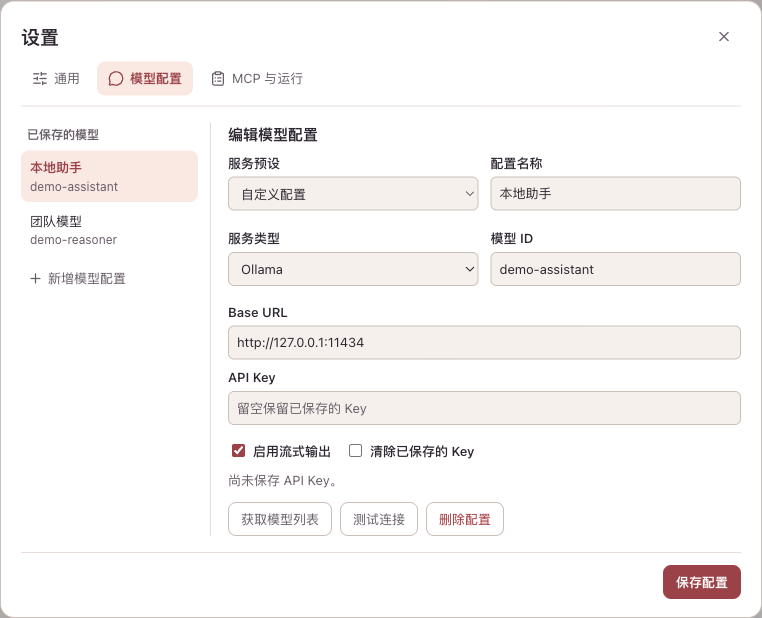 设置
通用
模型配置
MCP 与运行
已保存的模型
本地助手
demo-assistant
团队模型
demo-reasoner
新增模型配置
编辑模型配置
服务预设
配置名称
自定义配置
本地助手
服务类型
模型 ID
Ollama
demo-assistant
Base URL
http://127.0.0.1:11434
API Key
留空保留已保存的 Key
启用流式输出
清除已保存的 Key
尚未保存 API Key。
获取模型列表
测试连接
删除配置
保存配置